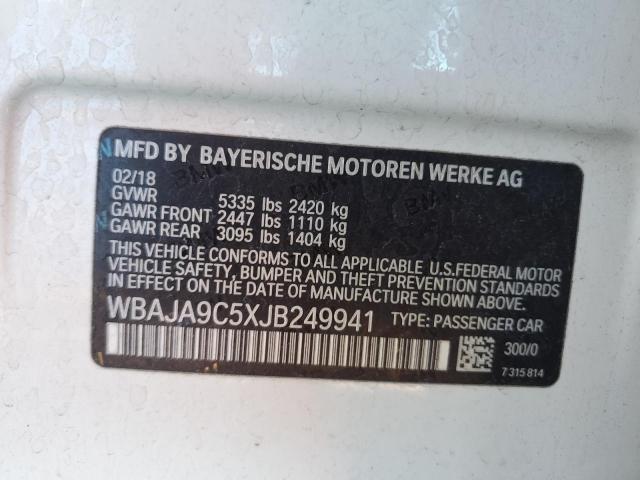 MFD BY BAYERISCHE MOTOREN WERKE AG
02/18
GVWR 5335 lbs 2420 kg
GAWR FRONT 2447 lbs 1110 kg
GAWR REAR 3095 lbs 1404 kg
THIS VEHICLE CONFORMS TO ALL APPLICABLE U.S.FEDERAL MOTOR
VEHICLE SAFETY, BUMPER AND THEFT PREVENTION STANDARDS
IN EFFECT ON THE DATE OF MANUFACTURE SHOWN ABOVE.
WBAJA9C5XJB249941 TYPE: PASSENGER CAR
300/0
7 315 814